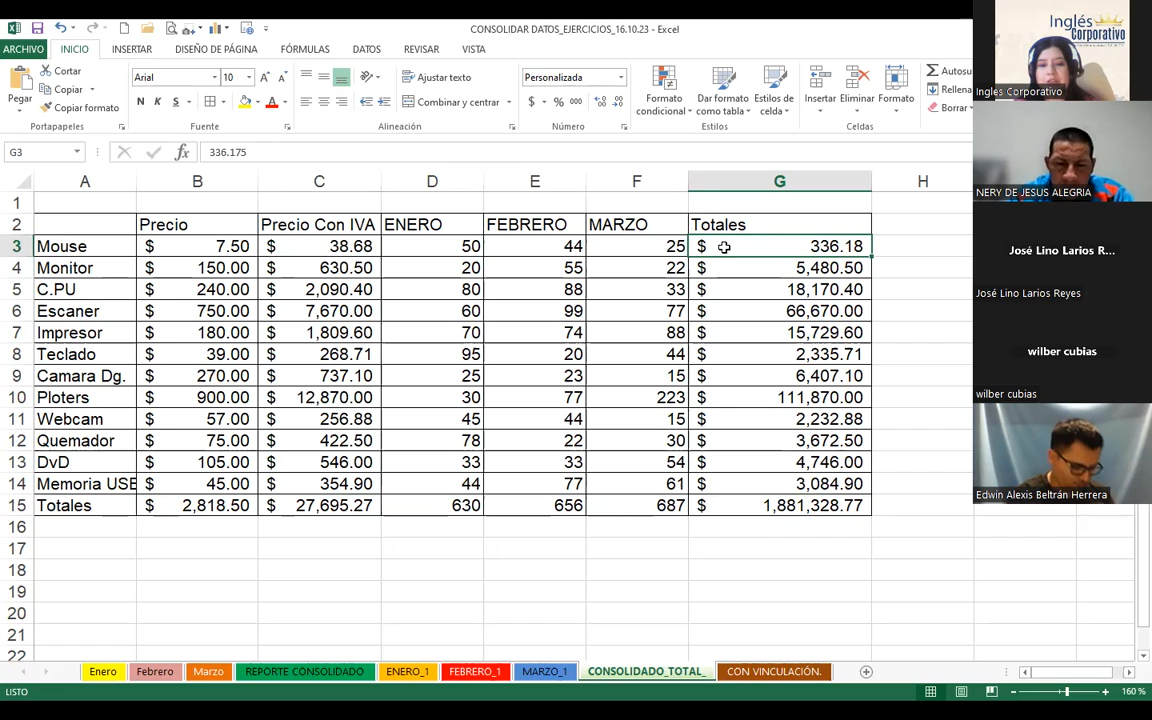 CONSOLIDAR DATOS_EJERCICIOS_16.10.23 - Excel
ARCHIVO INICIO INSERTAR DISEÑO DE PÁGINA FÓRMULAS DATOS REVISAR VISTA
Pegar
Cortar
Copiar
Copiar formato
Portapapeles
Arial 10
N K S
Fuente
Ajustar texto
Combinar y centrar
Alineación
Personalizada
$ % 000
Número
Formato condicional
Dar formato como tabla
Estilos de celda
Estilos
Insertar
Eliminar
Formato
Celdas
Autosu
Rellena
Borrar
G3 fx 336.175
A B C D E F G H
1
2 Precio Precio Con IVA ENERO FEBRERO MARZO Totales
3 Mouse $ 7.50 $ 38.68 50 44 25 $ 336.18
4 Monitor $ 150.00 $ 630.50 20 55 22 $ 5,480.50
5 C.PU $ 240.00 $ 2,090.40 80 88 33 $ 18,170.40
6 Escaner $ 750.00 $ 7,670.00 60 99 77 $ 66,670.00
7 Impresor $ 180.00 $ 1,809.60 70 74 88 $ 15,729.60
8 Teclado $ 39.00 $ 268.71 95 20 44 $ 2,335.71
9 Camara Dg. $ 270.00 $ 737.10 25 23 15 $ 6,407.10
10 Ploters $ 900.00 $ 12,870.00 30 77 223 $ 111,870.00
11 Webcam $ 57.00 $ 256.88 45 44 15 $ 2,232.88
12 Quemador $ 75.00 $ 422.50 78 22 30 $ 3,672.50
13 DvD $ 105.00 $ 546.00 33 33 54 $ 4,746.00
14 Memoria USB $ 45.00 $ 354.90 44 77 61 $ 3,084.90
15 Totales $ 2,818.50 $ 27,695.27 630 656 687 $ 1,881,328.77
16
17
18
19
20
21
22
Enero Febrero Marzo REPORTE CONSOLIDADO ENERO_1 FEBRERO_1 MARZO_1 CONSOLIDADO_TOTAL_ CON VINCULACIÓN.
LISTO
160 %
Inglés
Corporativo
Ingles Corporativo
NERY DE JESUS ALEGRIA
José Lino Larios R...
José Lino Larios Reyes
wilber cubias
wilber cubias
Edwin Alexis Beltrán Herrera